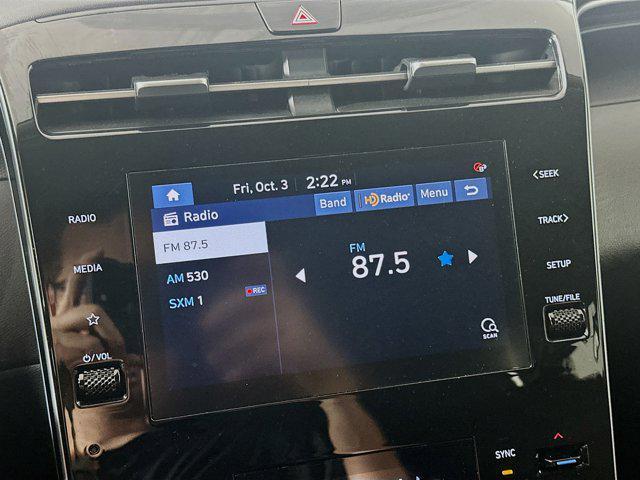 Fri, Oct. 3 2:22 PM
Radio Band HD Radio Menu
FM 87.5
AM 530
SXM 1 REC
FM
87.5
SCAN
RADIO
MEDIA
/VOL
<SEEK
TRACK>
SETUP
TUNE/FILE
SYNC